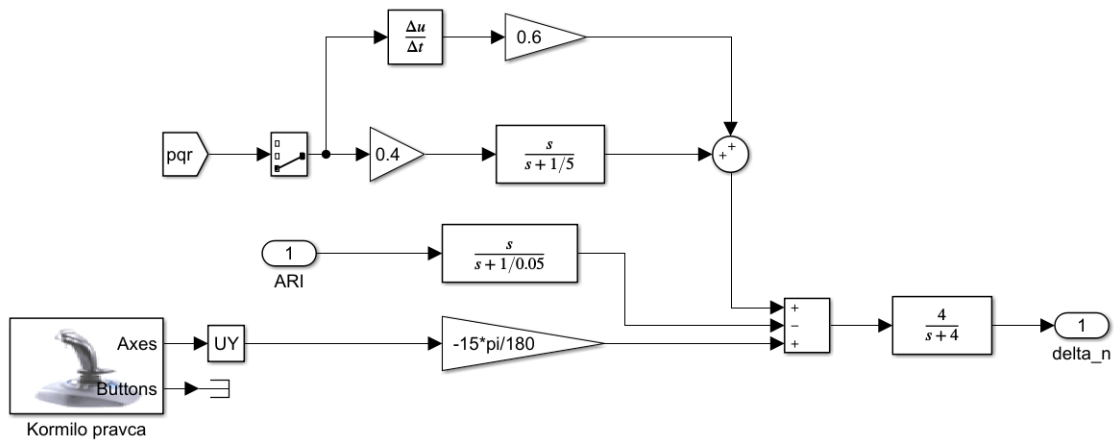 Δu
Δt
0.6
pqr
0.4
s
s + 1/5
+
+
1
ARI
s
s + 1/0.05
Axes
UY
-15*pi/180
Buttons
Kormilo pravca
+
−
+
4
s + 4
1
delta_n